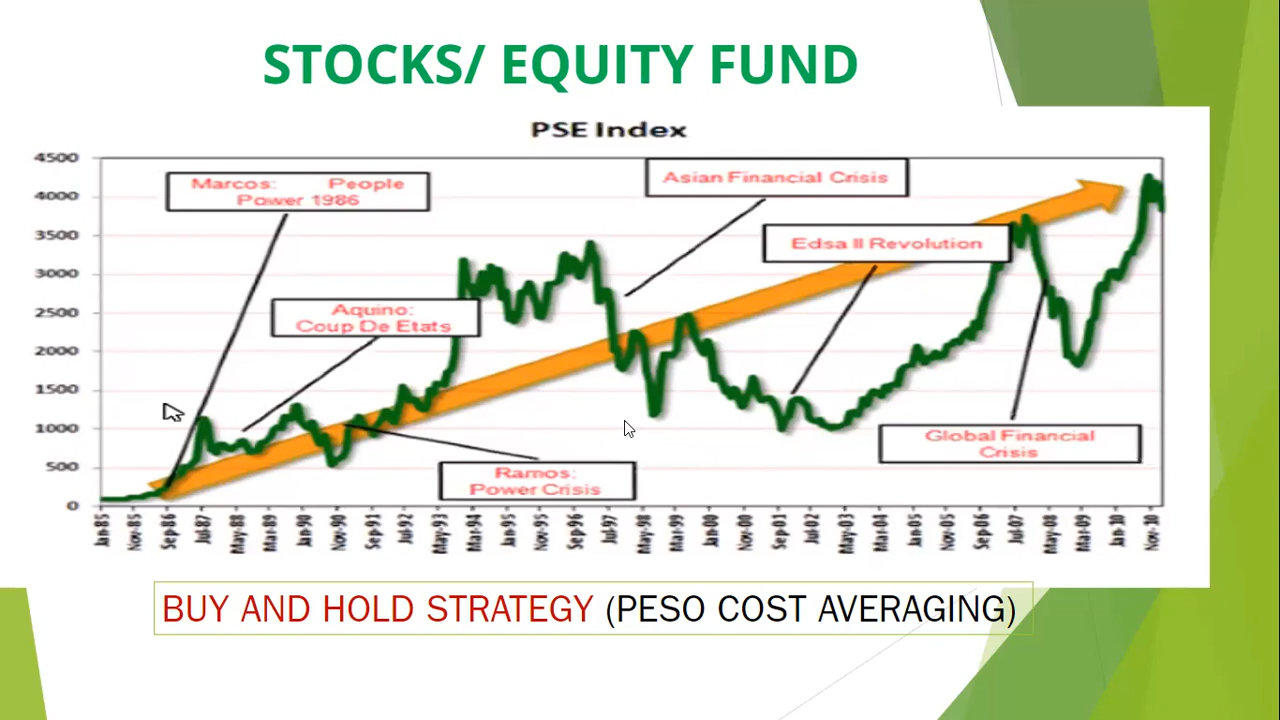 STOCKS/ EQUITY FUND
PSE Index
4500
4000
3500
3000
2500
2000
1500
1000
500
0
Marcos: People
Power 1986
Aquino:
Coup De Etats
Ramos:
Power Crisis
Asian Financial Crisis
Edsa II Revolution
Global Financial
Crisis
Jan-85
Nov-85
Sep-86
Jul-87
May-88
Mar-89
Jan-90
Nov-90
Sep-91
Jul-92
May-93
Mar-94
Jan-95
Nov-95
Sep-96
Jul-97
May-98
Mar-99
Jan-00
Nov-00
Sep-01
Jul-02
May-03
Mar-04
Jan-05
Nov-05
Sep-06
Jul-07
May-08
Mar-09
Jan-10
Nov-10
BUY AND HOLD STRATEGY (PESO COST AVERAGING)